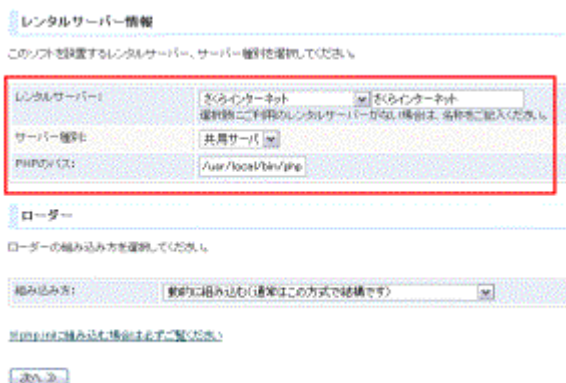 レンタルサーバー情報
このソフトを設置するレンタルサーバー、サーバー種別を選択してください。
レンタルサーバー:
さくらインターネット さくらインターネット
選択肢にご利用のレンタルサーバーがない場合は、名称をご記入ください。
サーバー種別:
共用サーバ
PHPのパス:
/usr/local/bin/php
ローダー
ローダーの組み込み方を選択してください。
組み込み方:
動的に組み込む(通常はこの方式で結構です)
※php.iniに組み込む場合は必ずご覧ください
次へ ≫